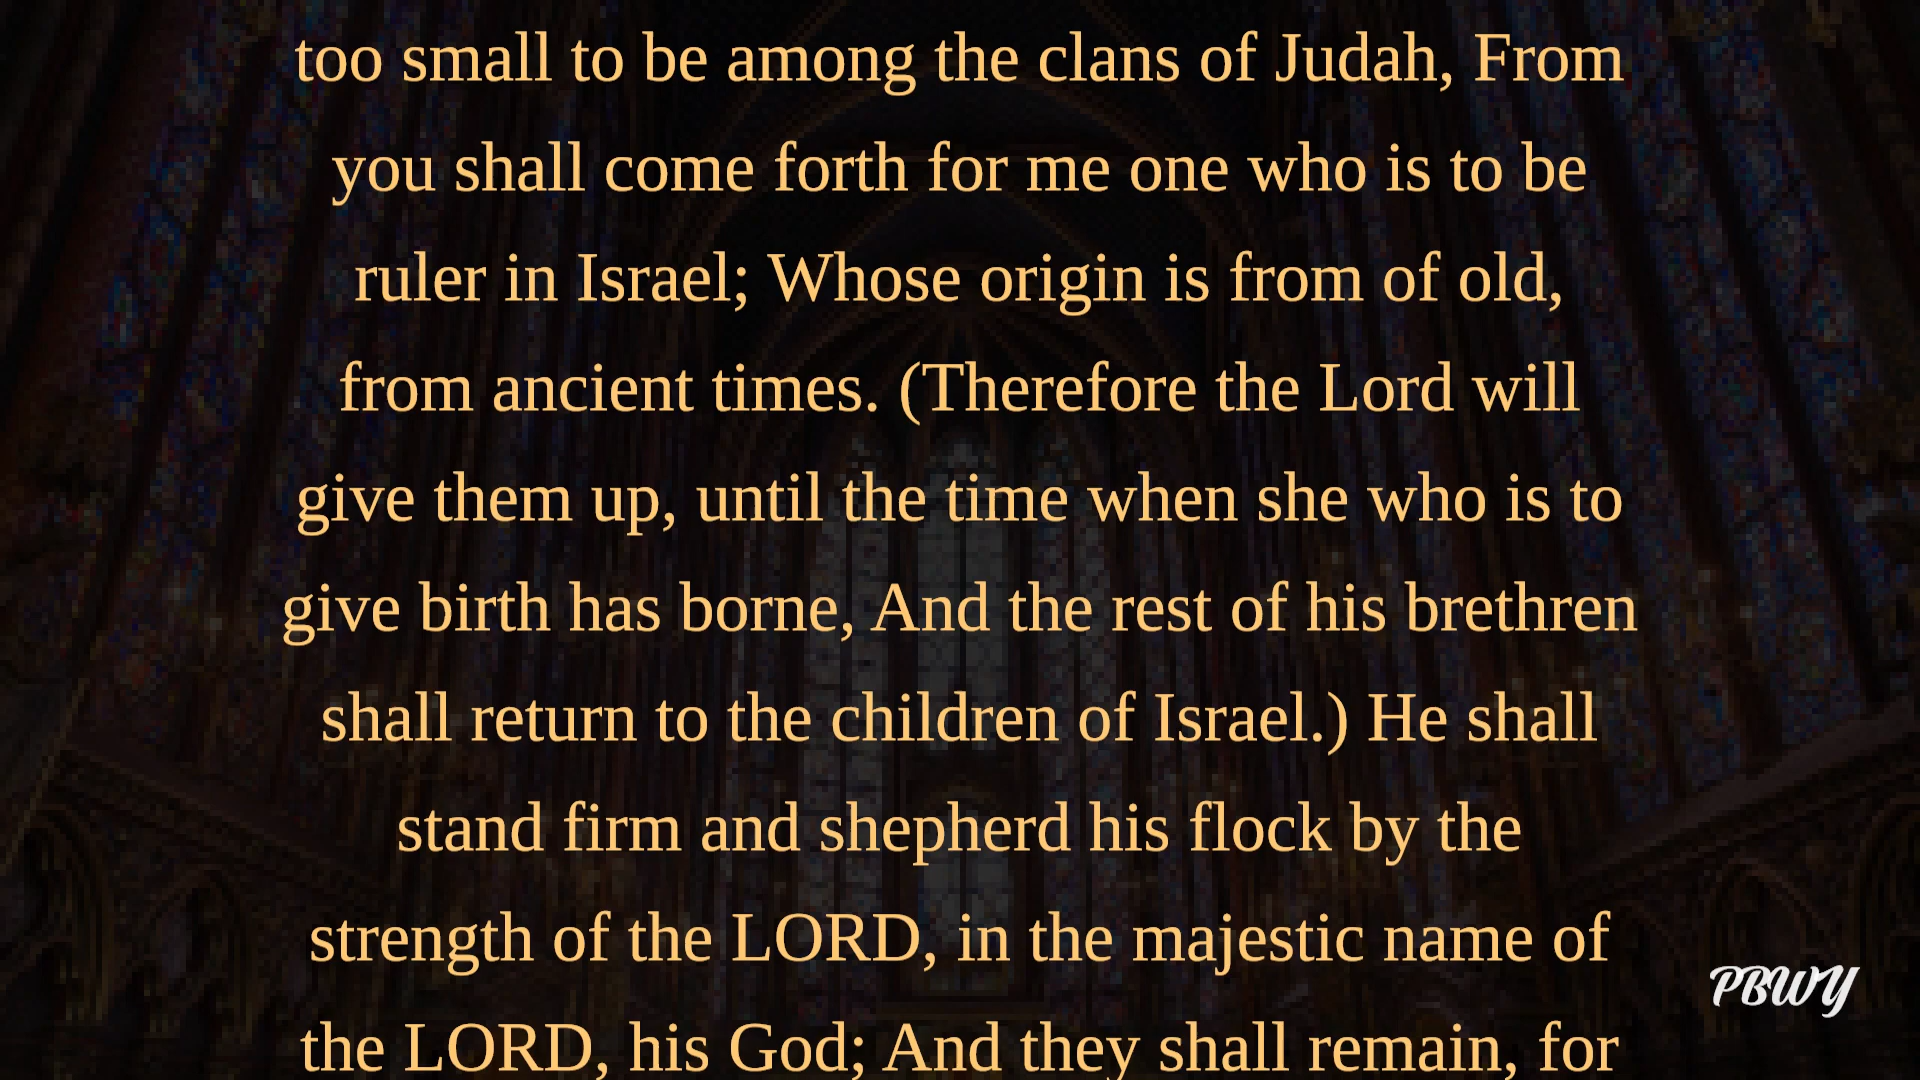 too small to be among the clans of Judah, From
you shall come forth for me one who is to be
ruler in Israel; Whose origin is from of old,
from ancient times. (Therefore the Lord will
give them up, until the time when she who is to
give birth has borne, And the rest of his brethren
shall return to the children of Israel.) He shall
stand firm and shepherd his flock by the
strength of the LORD, in the majestic name of
the LORD, his God; And they shall remain, for
PBWY